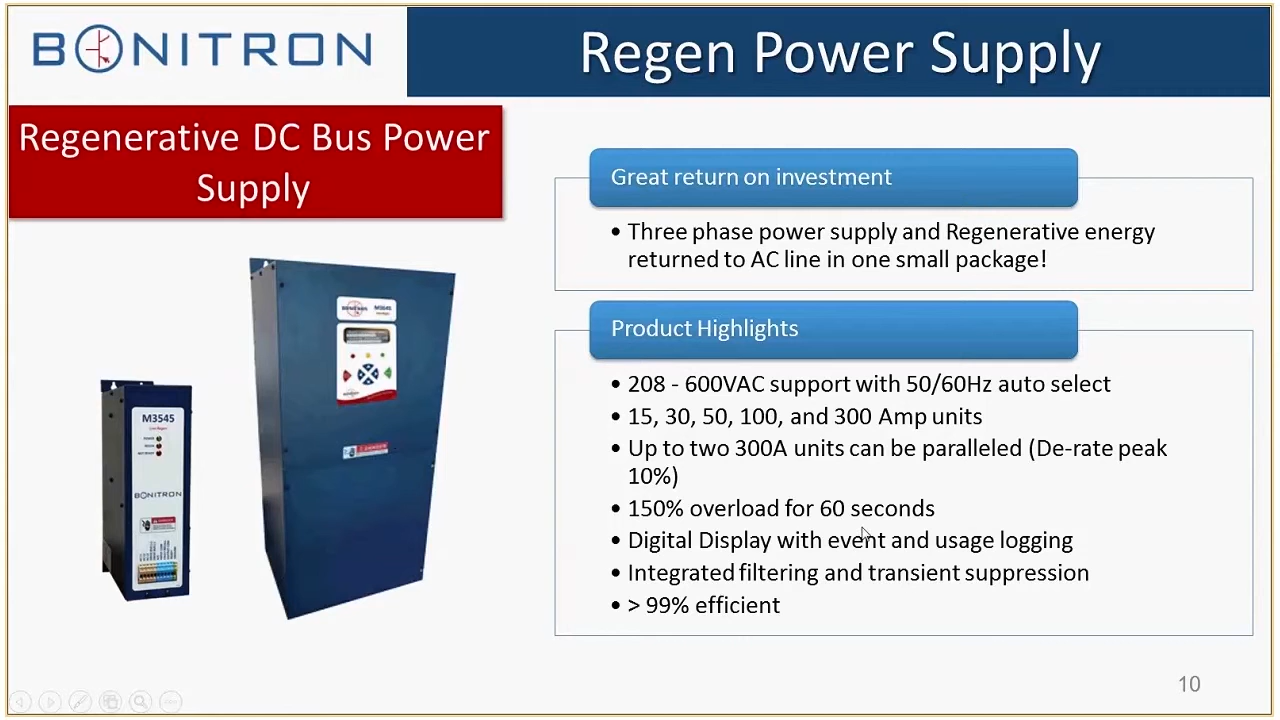 BONITRON
Regen Power Supply
Regenerative DC Bus Power
Supply
Great return on investment
• Three phase power supply and Regenerative energy
returned to AC line in one small package!
Product Highlights
• 208 - 600VAC support with 50/60Hz auto select
• 15, 30, 50, 100, and 300 Amp units
• Up to two 300A units can be paralleled (De-rate peak
10%)
• 150% overload for 60 seconds
• Digital Display with event and usage logging
• Integrated filtering and transient suppression
• > 99% efficient
BONITRON M3545
M3545
BONITRON
10